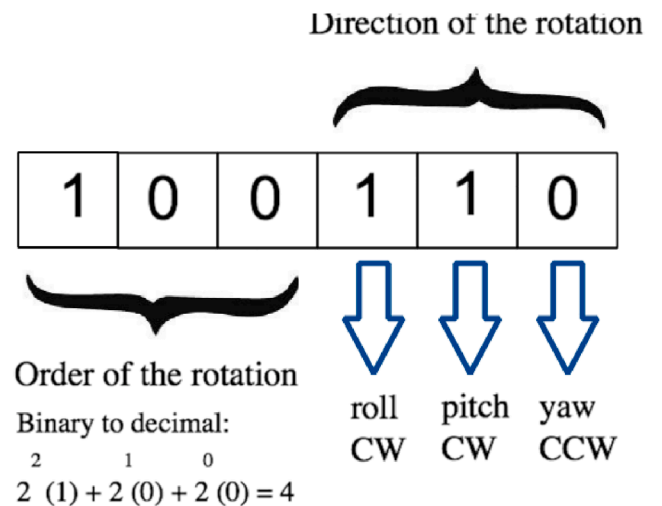 Direction of the rotation
1 0 0 1 1 0
Order of the rotation
Binary to decimal:
2 1 0
2 (1) + 2 (0) + 2 (0) = 4
roll pitch yaw
CW CW CCW